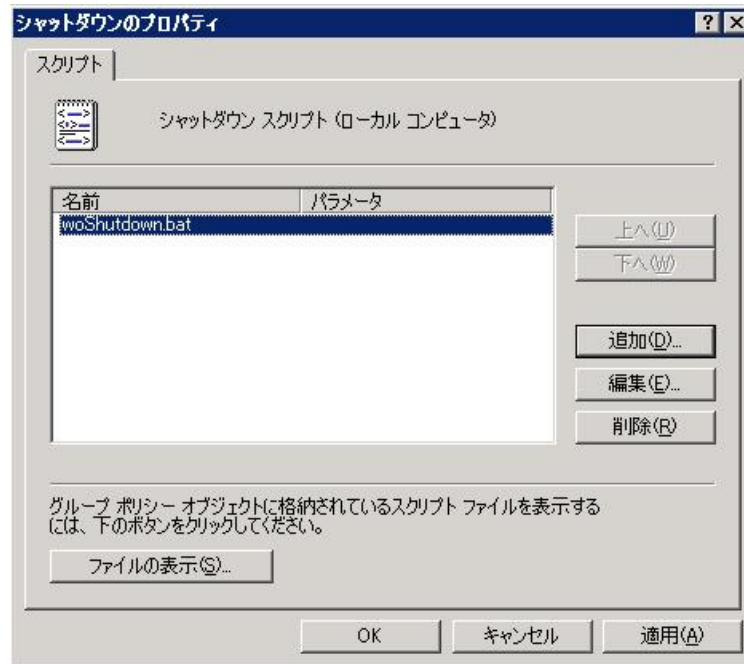 シャットダウンのプロパティ
スクリプト
シャットダウン スクリプト (ローカル コンピュータ)
名前 パラメータ
woShutdown.bat
上へ(U)
下へ(W)
追加(D)...
編集(E)...
削除(R)
グループ ポリシー オブジェクトに格納されているスクリプト ファイルを表示する
には、下のボタンをクリックしてください。
ファイルの表示(S)...
OK キャンセル 適用(A)